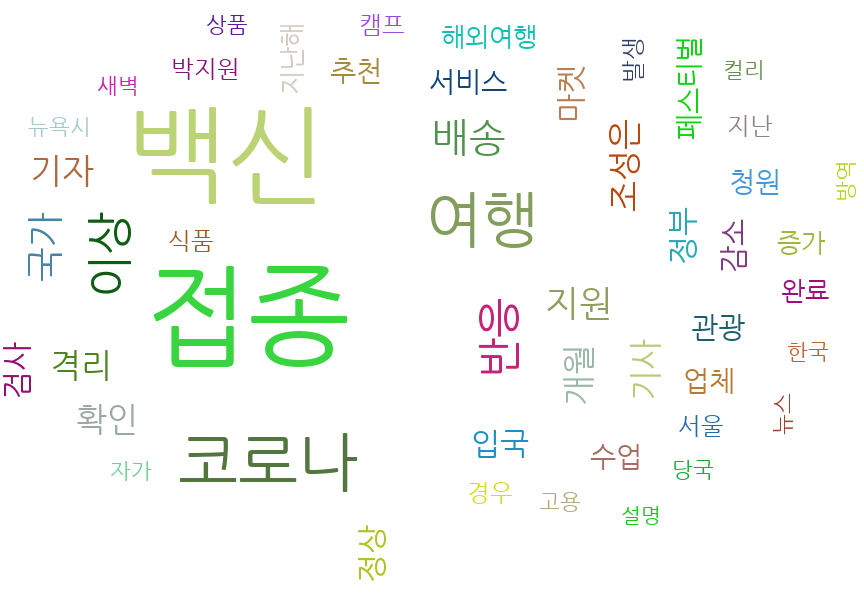 상품
캠프
해외여행
지난해
발생
페스티벌
박지원
추천
서비스
마켓
컬리
새벽
뉴욕시
백신
배송
조성은
지난
기자
여행
청원
방역
국가
이상
식품
정부
감소
증가
접종
반응
지원
완료
검사
격리
개월
기사
관광
한국
확인
업체
뉴스
코로나
입국
수업
서울
자가
당국
경우
고용
설명
정상